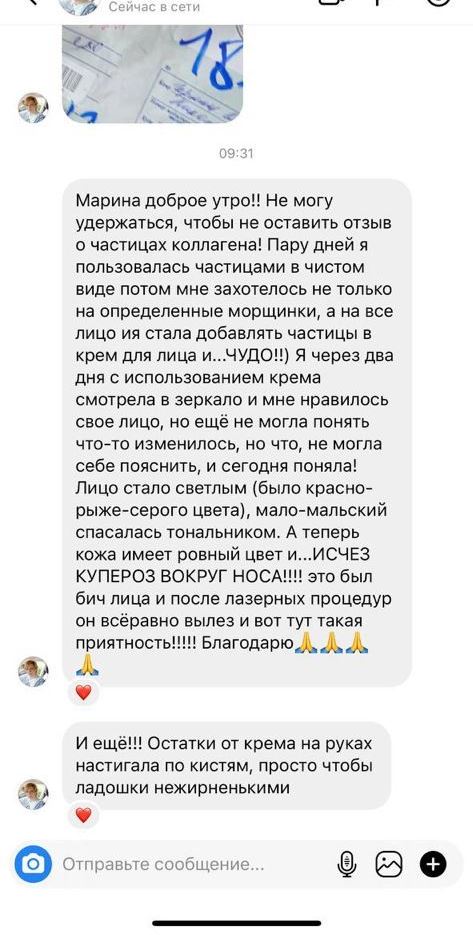 Сейчас в сети
18
09:31
Марина доброе утро!! Не могу
удержаться, чтобы не оставить отзыв
о частицах коллагена! Пару дней я
пользовалась частицами в чистом
виде потом мне захотелось не только
на определенные морщинки, а на все
лицо ия стала добавлять частицы в
крем для лица и...ЧУДО!!) Я через два
дня с использованием крема
смотрела в зеркало и мне нравилось
свое лицо, но ещё не могла понять
что-то изменилось, но что, не могла
себе пояснить, и сегодня поняла!
Лицо стало светлым (было красно-
рыже-серого цвета), мало-мальский
спасалась тональником. А теперь
кожа имеет ровный цвет и...ИСЧЕЗ
КУПЕРОЗ ВОКРУГ НОСА!!!! это был
бич лица и после лазерных процедур
он всёравно вылез и вот тут такая
приятность!!!!! Благодарю🙏🙏🙏
🙏
И ещё!!! Остатки от крема на руках
настигала по кистям, просто чтобы
ладошки нежирненькими
Отправьте сообщение...